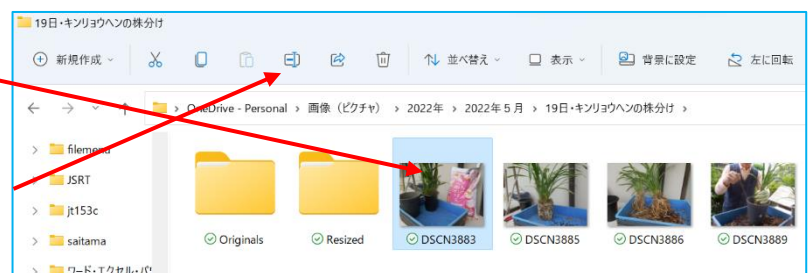 19日・キンリョウヘンの株分け
新規作成 並べ替え 表示 背景に設定 左に回転
OneDrive - Personal › 画像（ピクチャ） › 2022年 › 2022年５月 › 19日・キンリョウヘンの株分け ›
filemenu
JSRT
jt153c
saitama
ワード・エクセル・パワ
Originals Resized DSCN3883 DSCN3885 DSCN3886 DSCN3889